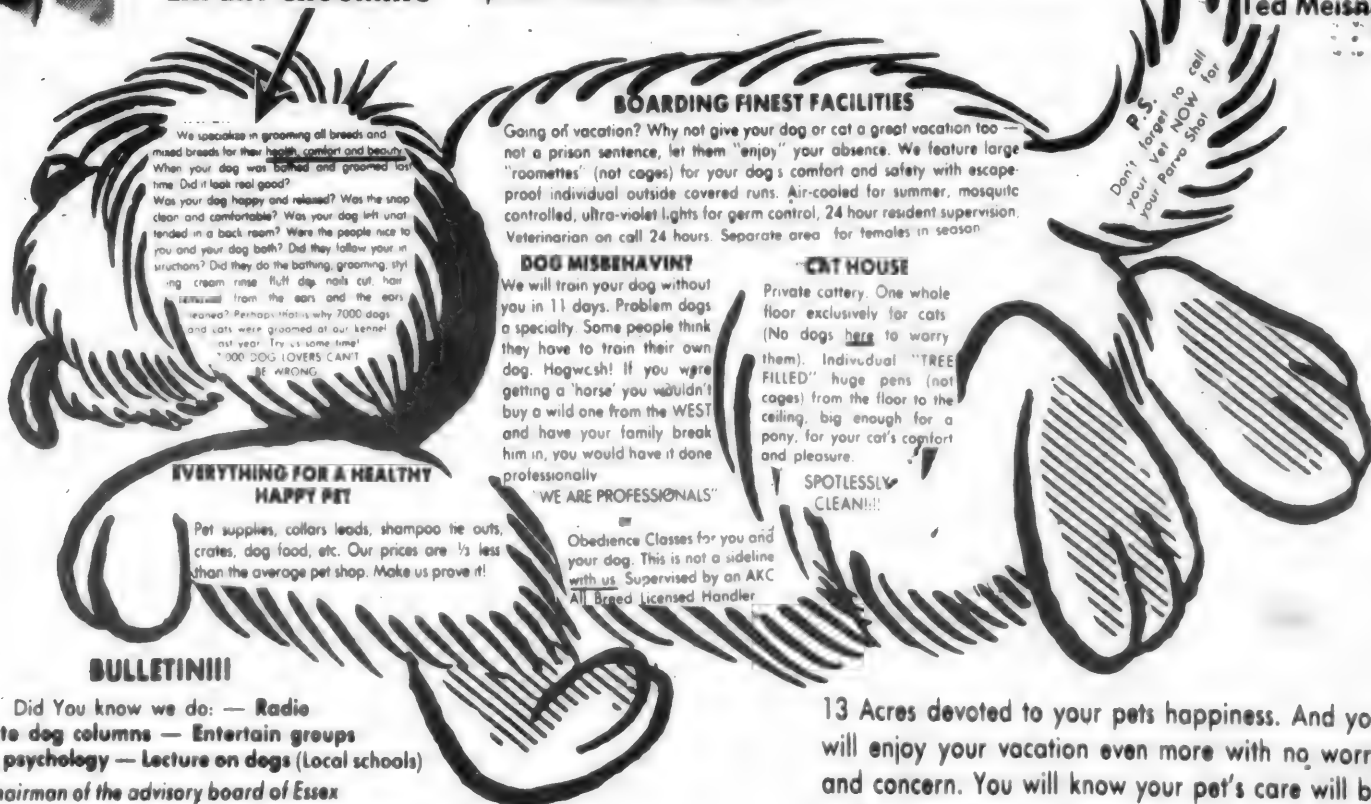 Ted Meisn
We specialize in grooming all breeds and
mixed breeds for their health, comfort and beauty
When your dog was bathed and groomed last
time. Did it look real good?
Was your dog happy and relaxed? Was the shop
clean and comfortable? Was your dog left unat
tended in a back room? Were the people nice to
you and your dog both? Did they follow your in
structions? Did they do the bathing, grooming, styl
ing cream rinse fluff dry, nails cut, hair
removed from the ears and the ears
cleaned? Perhaps that is why 7000 dogs
and cats were groomed at our kennel
last year. Try us some time!
7000 DOG LOVERS CAN'T
BE WRONG
BOARDING FINEST FACILITIES
Going on vacation? Why not give your dog or cat a great vacation too —
not a prison sentence, let them "enjoy" your absence. We feature large
"roomettes" (not cages) for your dog's comfort and safety with escape-
proof individual outside covered runs. Air-cooled for summer, mosquito
controlled, ultra-violet lights for germ control, 24 hour resident supervision,
Veterinarian on call 24 hours. Separate area for females in season
P.S.
Don't forget to call
your Vet NOW for
your Parvo Shot
DOG MISBEHAVIN?
We will train your dog without
you in 11 days. Problem dogs
a specialty. Some people think
they have to train their own
dog. Hogwash! If you were
getting a 'horse' you wouldn't
buy a wild one from the WEST
and have your family break
him in, you would have it done
professionally
"WE ARE PROFESSIONALS"
or
Obedience Classes for you and
your dog. This is not a sideline
with us. Supervised by an AKC
All Breed Licensed Handler
CAT HOUSE
Private cattery. One whole
floor exclusively for cats
(No dogs here to worry
them). Individual "TREE
FILLED" huge pens (not
cages) from the floor to the
ceiling, big enough for a
pony, for your cat's comfort
and pleasure.
SPOTLESSLY
CLEAN!!!!
EVERYTHING FOR A HEALTHY
HAPPY PET
Pet supplies, collars leads, shampoo tie outs,
crates, dog food, etc. Our prices are ⅓ less
than the average pet shop. Make us prove it!
BULLETIN!!!
Did You know we do: — Radio
te dog columns — Entertain groups
psychology — Lecture on dogs (Local schools)
hairman of the advisory board of Essex
13 Acres devoted to your pets happiness. And yo
will enjoy your vacation even more with no worr
and concern. You will know your pet's care will b